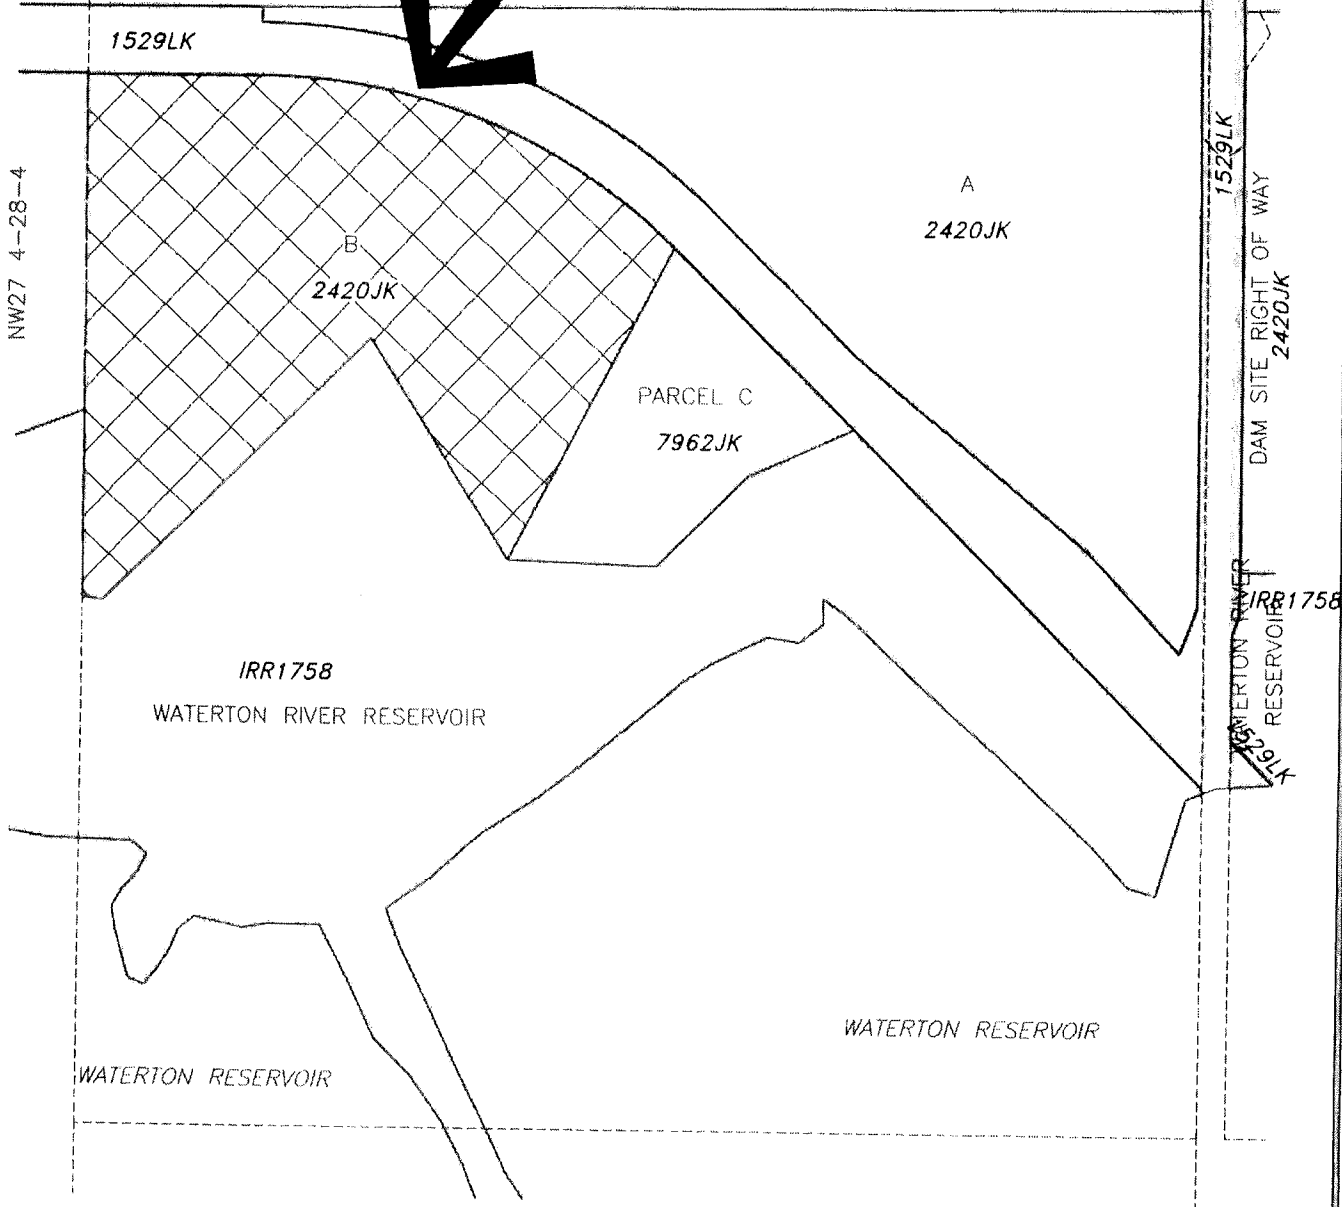 1529LK
1529LK
A
2420JK
NW27 4-28-4
B
2420JK
DAM SITE RIGHT OF WAY
2420JK
PARCEL C
7962JK
IRR1758
IRR1758
WATERTON RIVER RESERVOIR
RIVER
RESERVOIR
1529LK
WATERTON RESERVOIR
WATERTON RESERVOIR